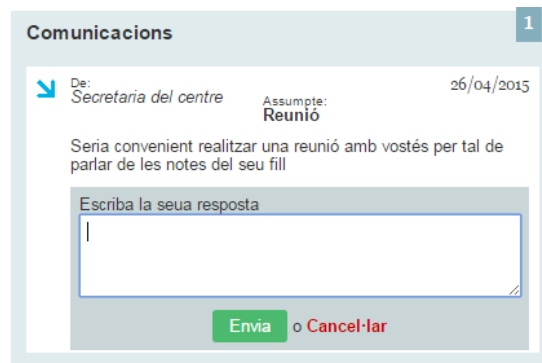 Comunicacions
1
De:
Secretaria del centre
Assumpte:
Reunió
26/04/2015
Seria convenient realitzar una reunió amb vostés per tal de
parlar de les notes del seu fill
Escriba la seua resposta
Envia o Cancel·lar